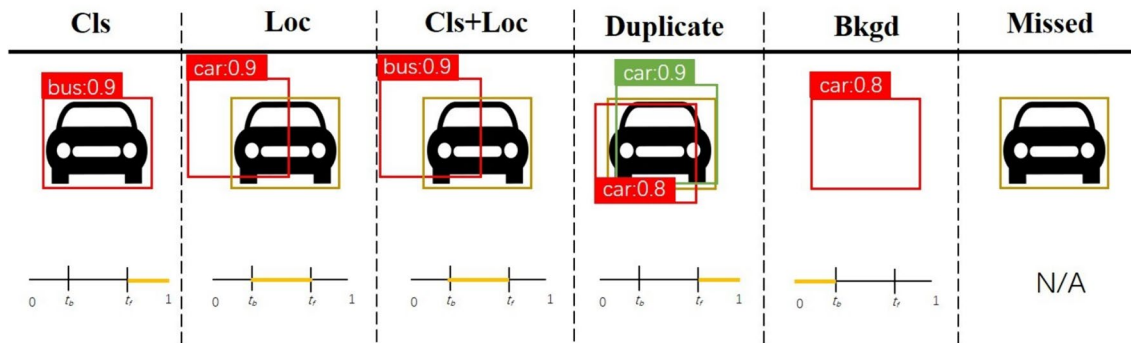 Cls Loc Cls+Loc Duplicate Bkgd Missed
bus:0.9 car:0.9 bus:0.9 car:0.9 car:0.8
car:0.8
N/A
0 t_b t_f 1 0 t_b t_f 1 0 t_b t_f 1 0 t_b t_f 1 0 t_b t_f 1